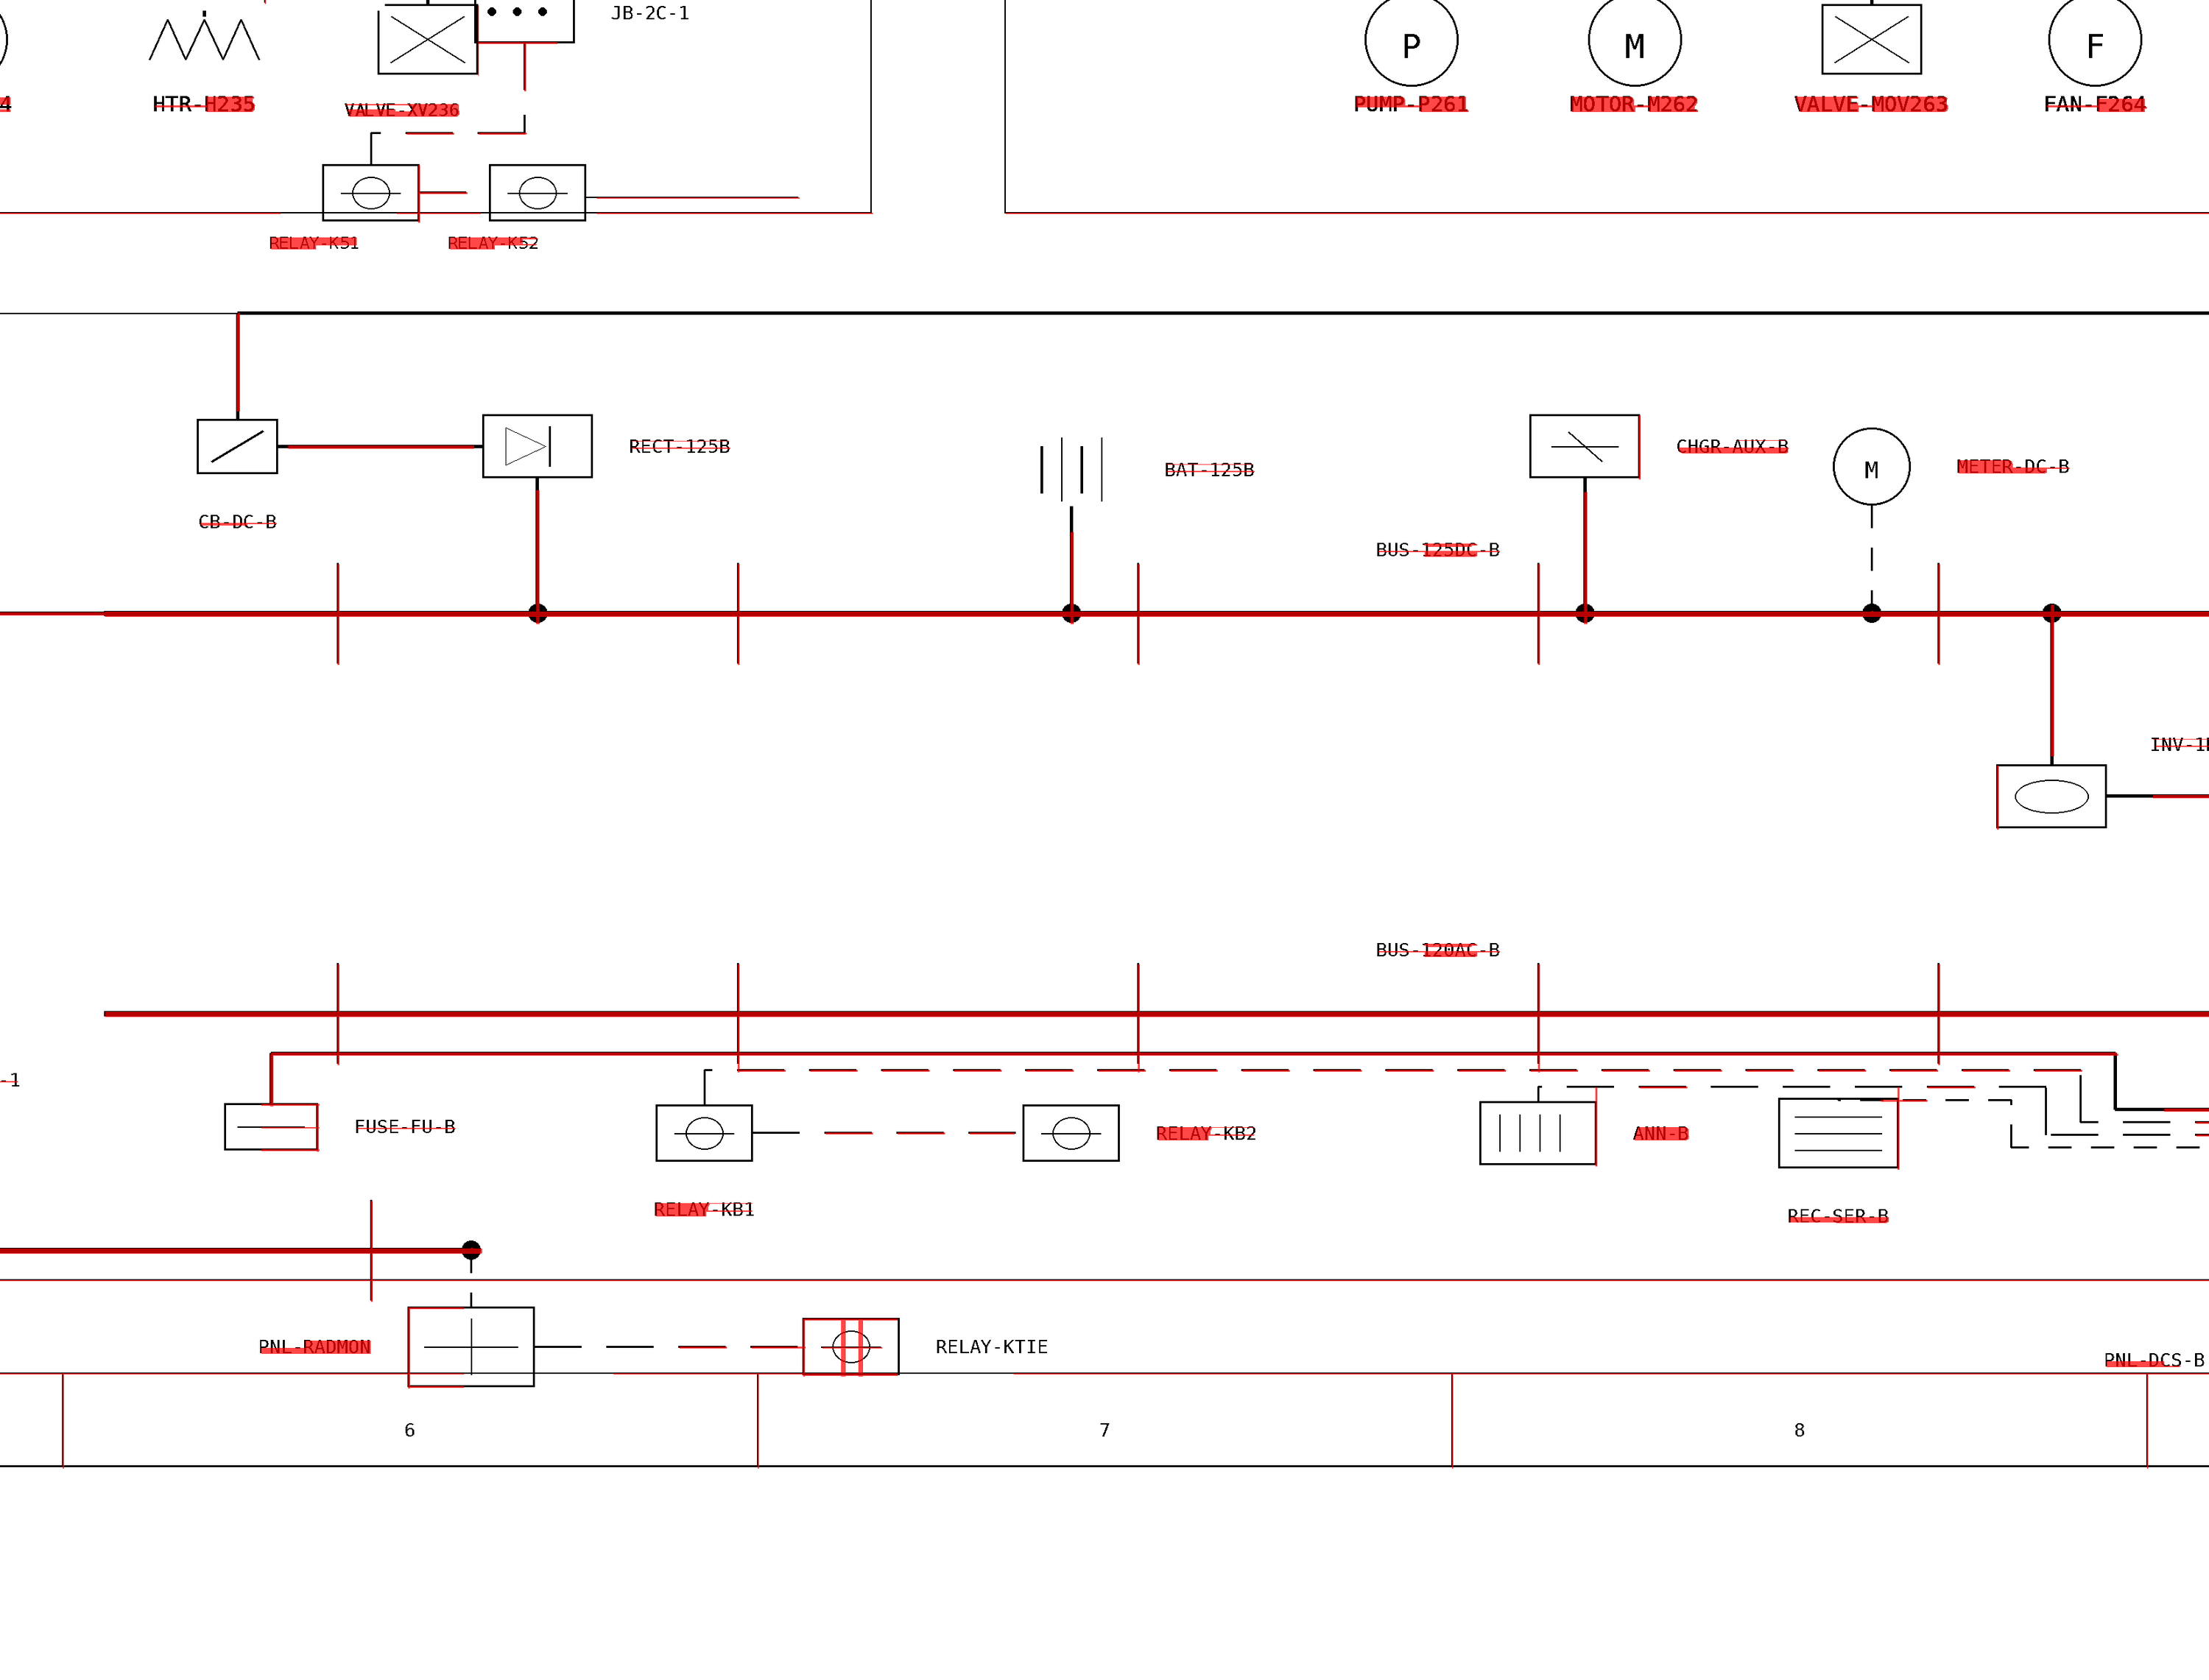 JB-2C-1
P
M
F
4
HTR-H235
VALVE-XV236
PUMP-P261
MOTOR-M262
VALVE-MOV263
FAN-F264
RELAY-K51
RELAY-K52
RECT-125B
BAT-125B
CHGR-AUX-B
M
METER-DC-B
CB-DC-B
BUS-125DC-B
INV-1
BUS-120AC-B
-1
FUSE-FU-B
RELAY-KB2
ANN-B
RELAY-KB1
REC-SER-B
PNL-RADMON
RELAY-KTIE
PNL-DCS-B
6
7
8